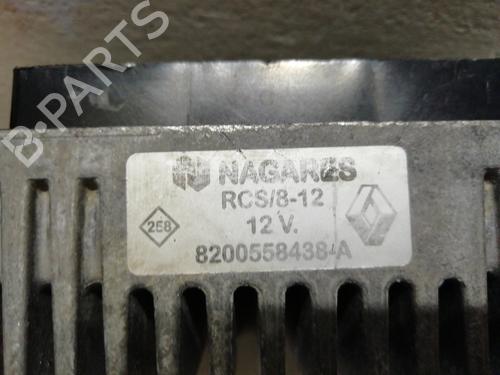 NAGARES
RCS/8-12
258
12 V.
8200558438-A
B-PARTS